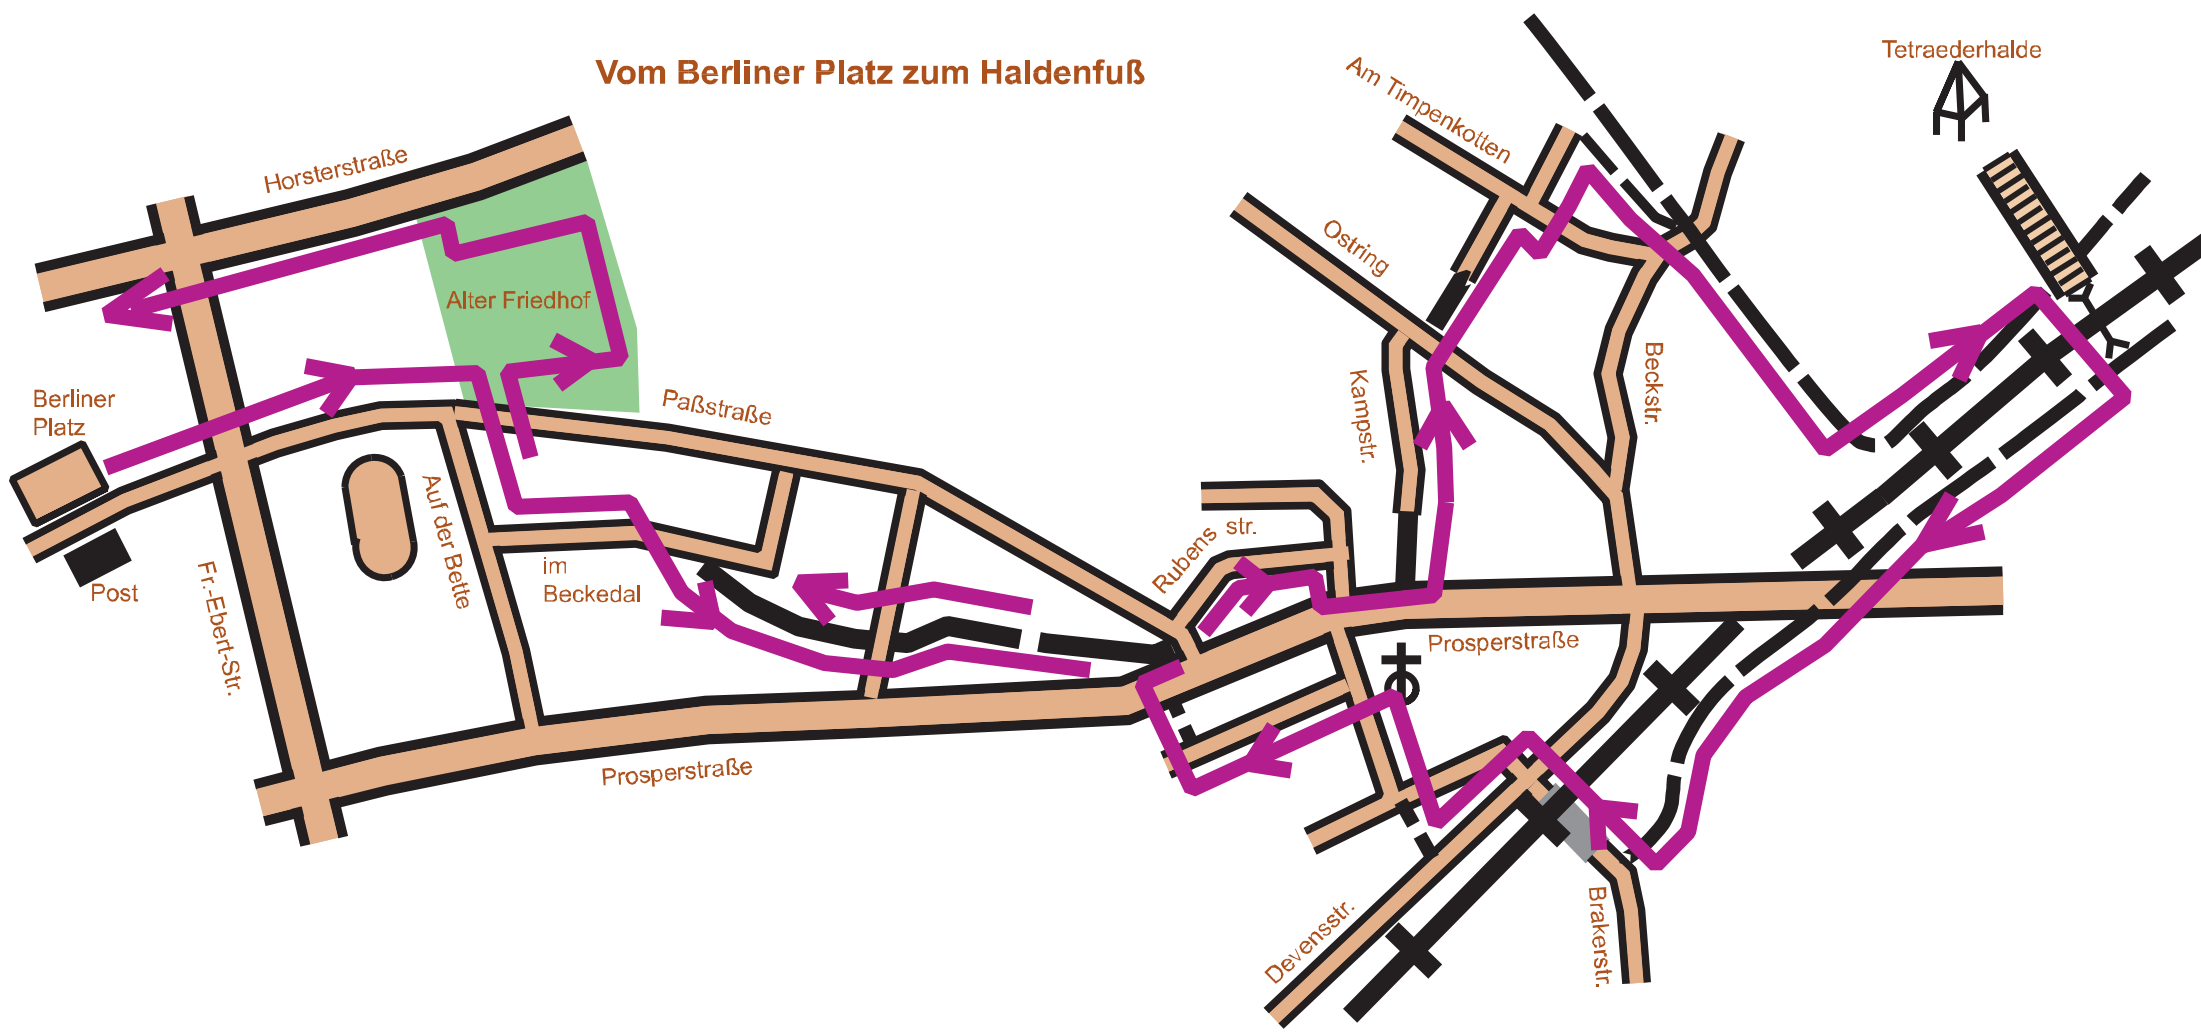 Vom Berliner Platz zum Haldenfuß
Tetraederhalde
Am Timpenkotten
Horsterstraße
Ostring
Alter Friedhof
Berliner
Platz
Paßstraße
Kampstr.
Beckstr.
Auf der Bette
Rubens str.
im
Beckedal
Post
Fr.-Ebert-Str.
Prosperstraße
Prosperstraße
Devensstr.
Brakerstr.